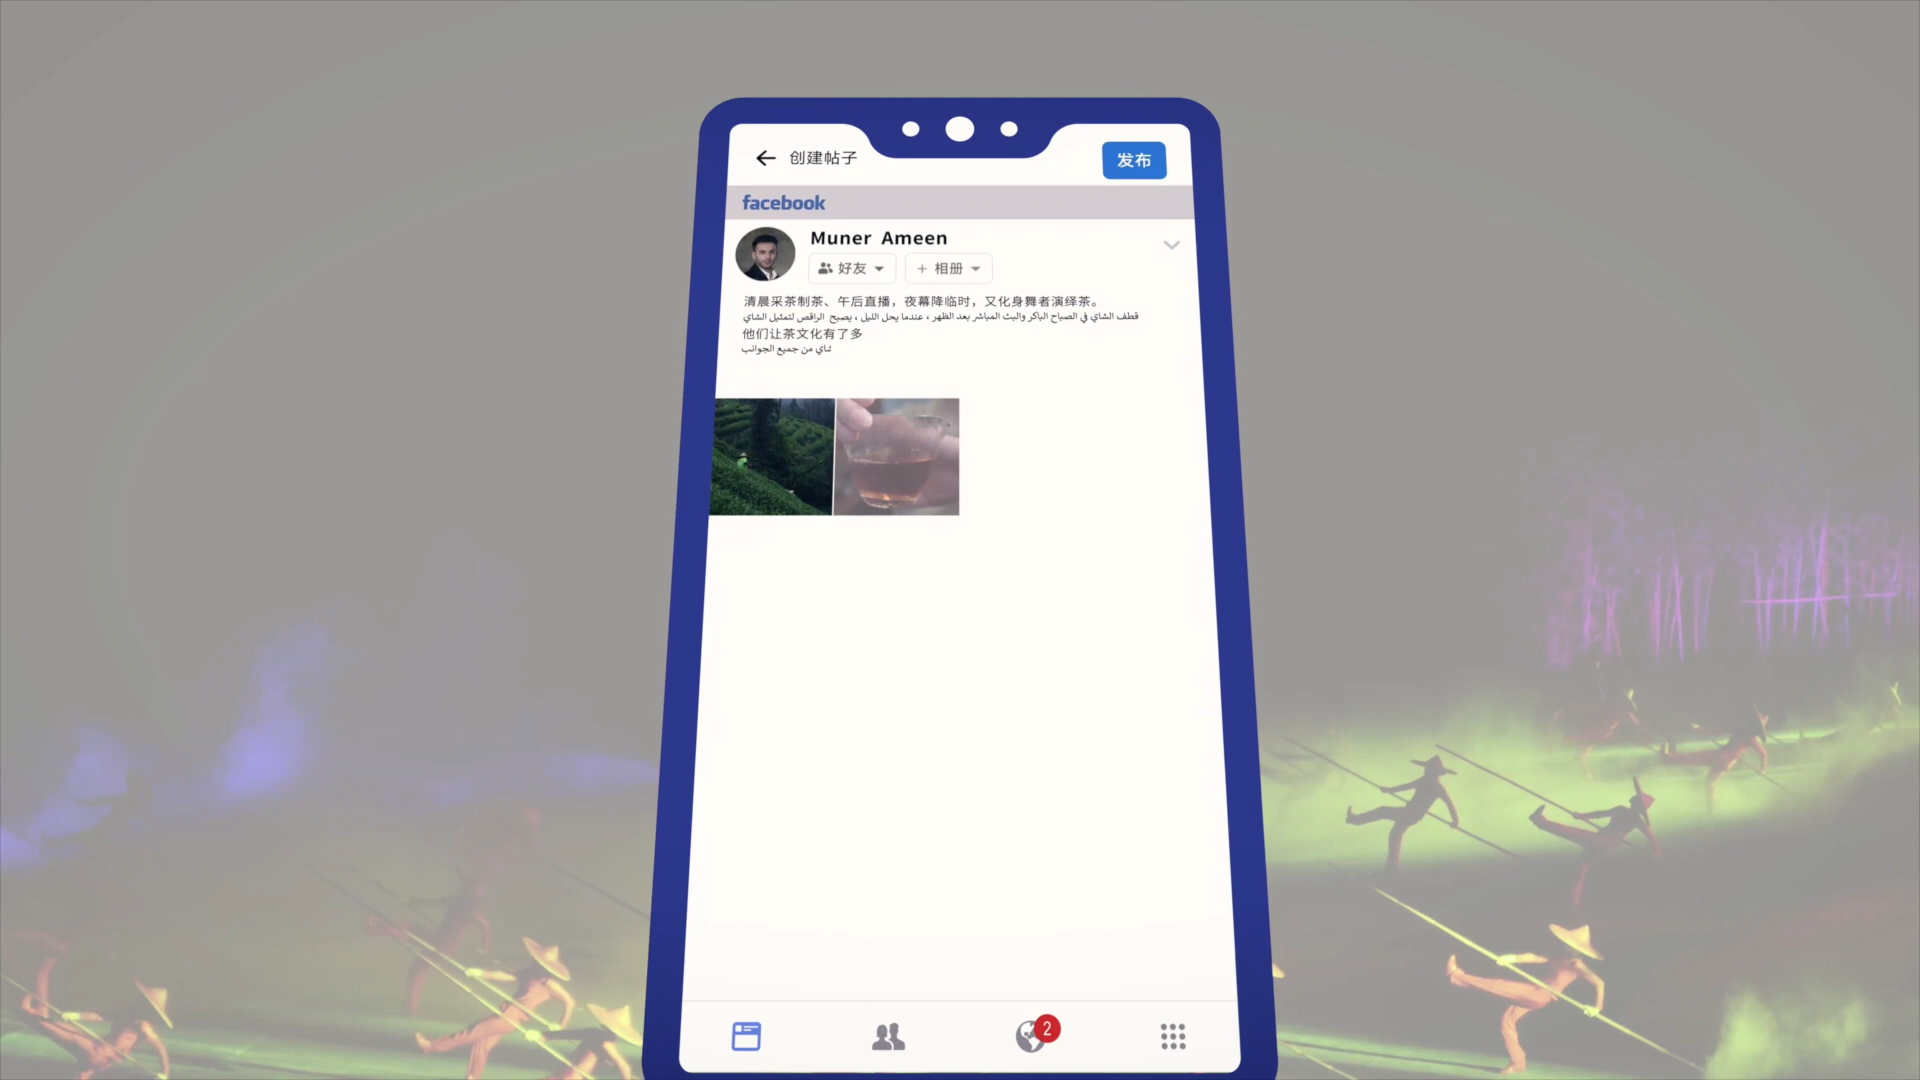 创建帖子
发布
facebook
Muner Ameen
好友
+ 相册
清晨采茶制茶、午后直播，夜幕降临时，又化身舞者演绎茶。
قطف الشاي في الصباح الباكر والبث المباشر بعد الظهر ، عندما يحل الليل ، يصبح الراقص لتمثيل الشاي
他们让茶文化有了多
شاي من جميع الجوانب
2